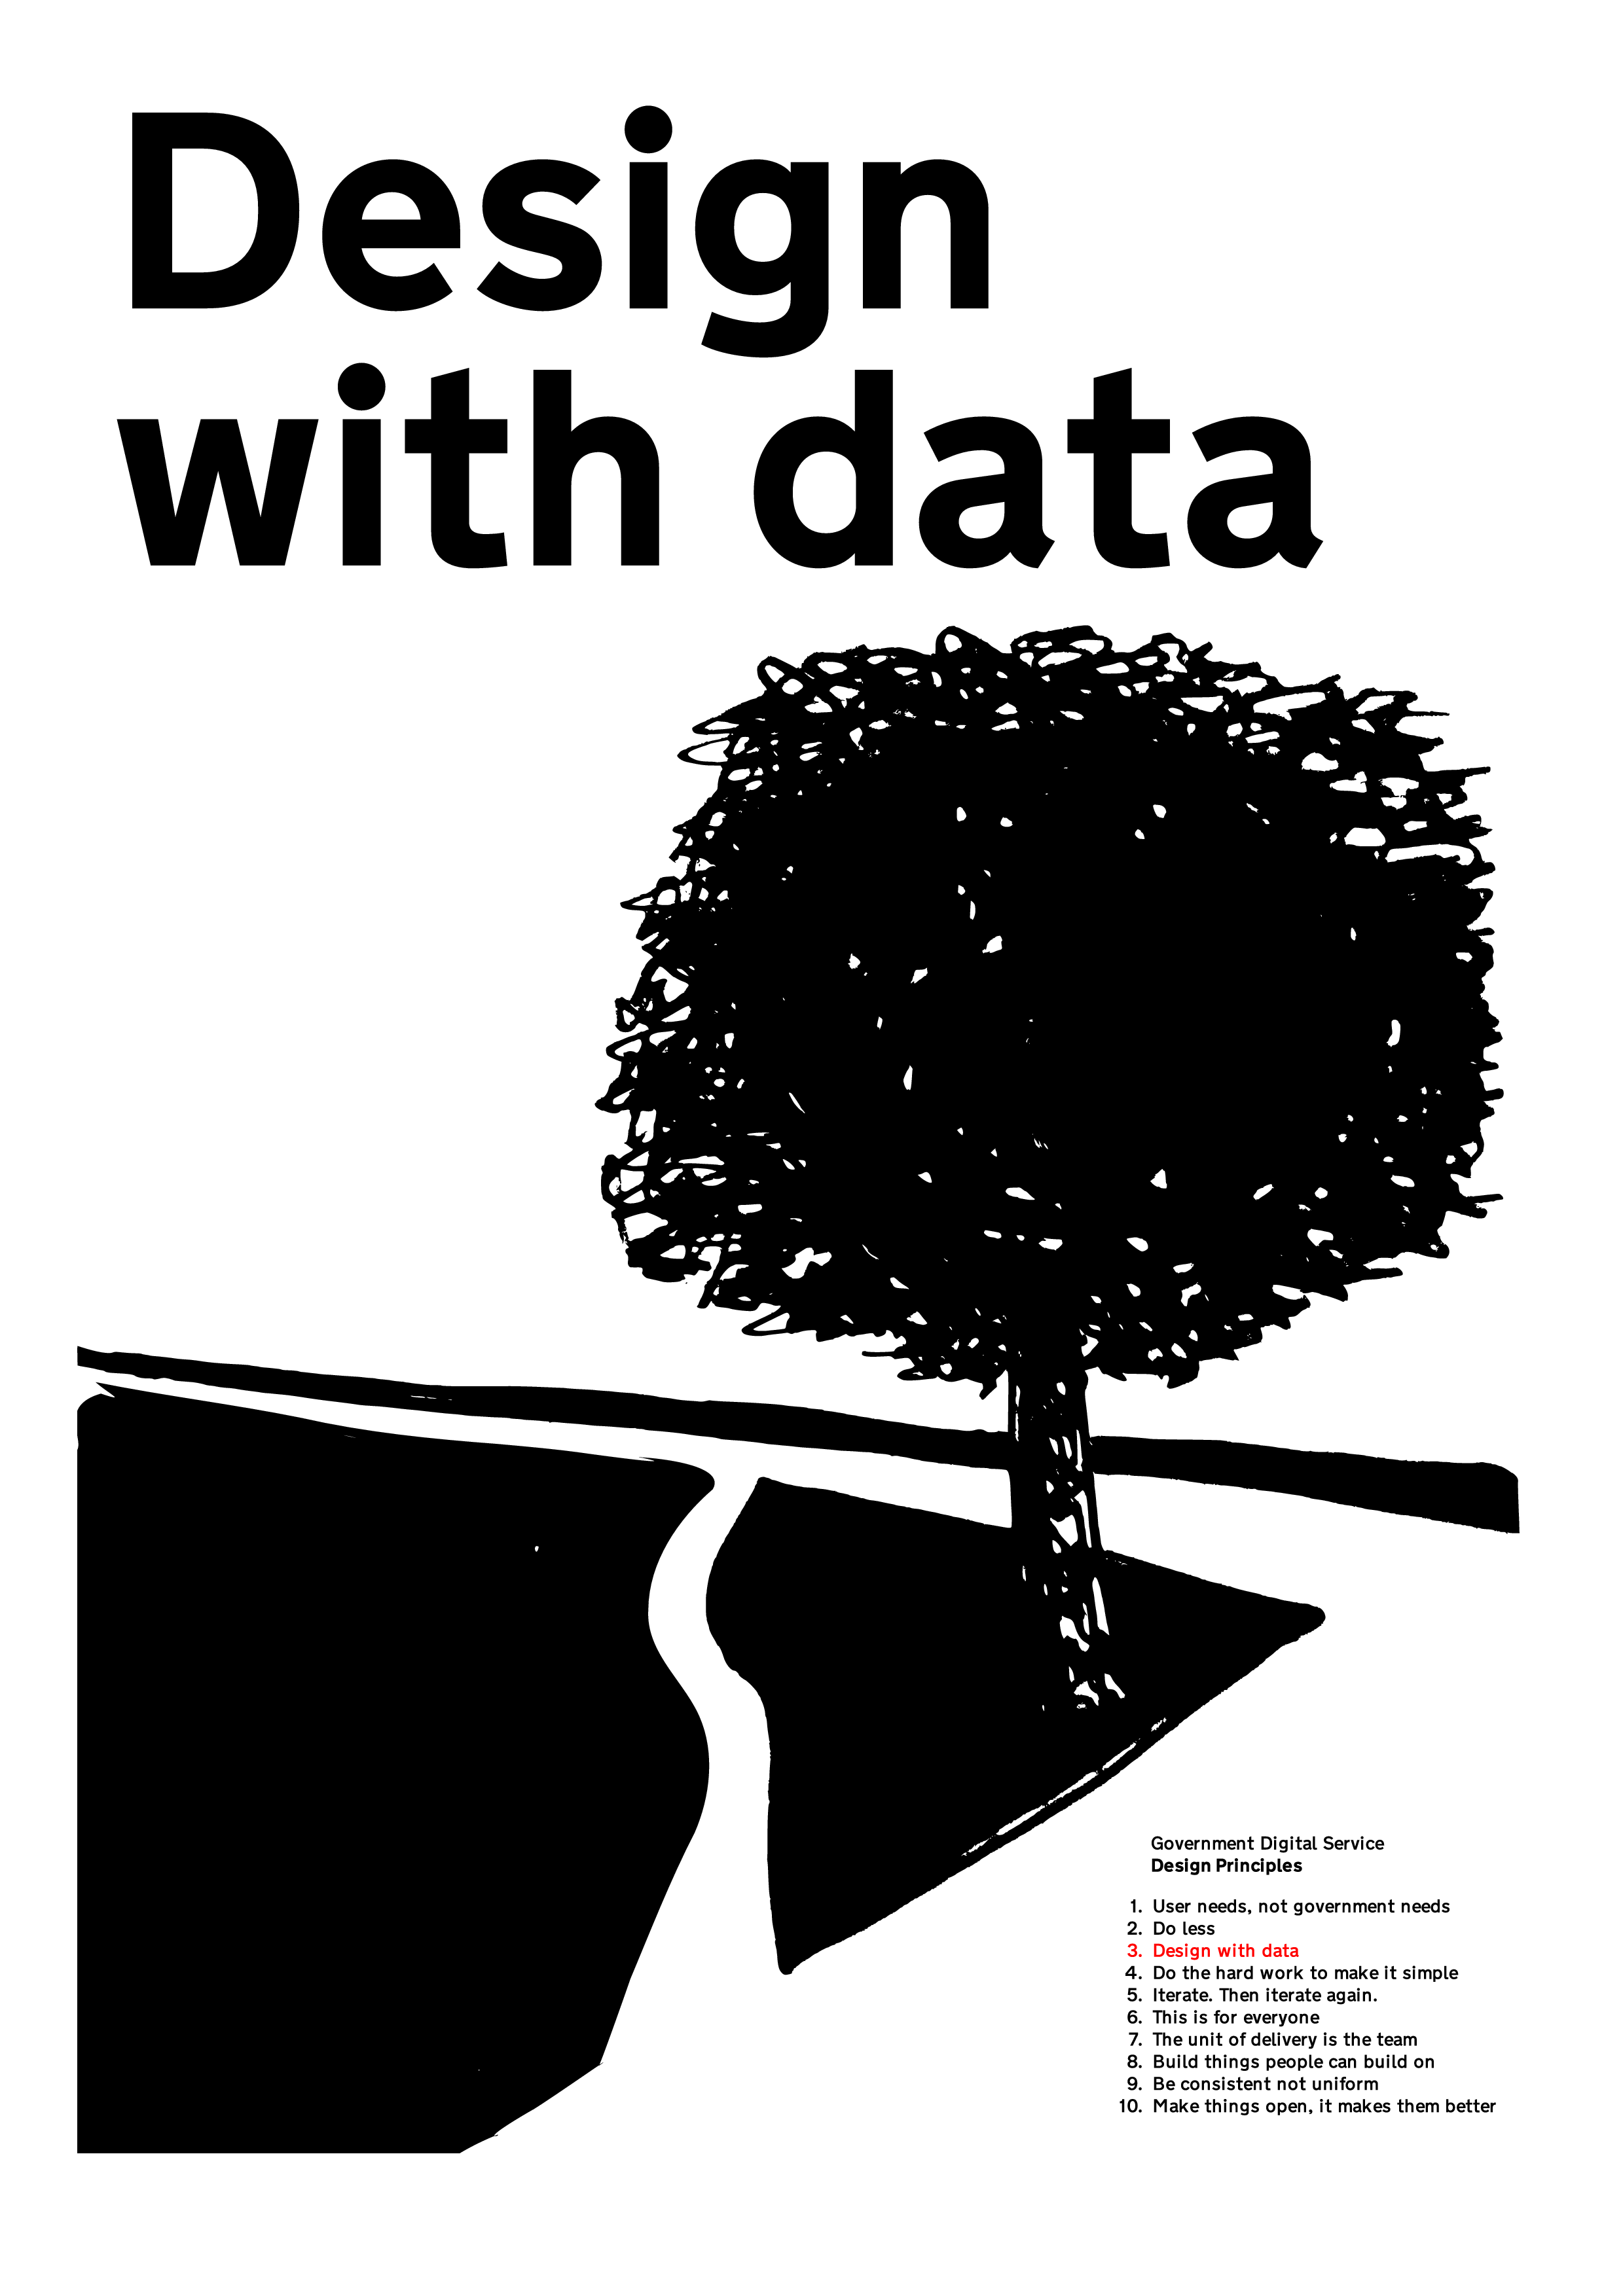 Design
with data
Government Digital Service
Design Principles
1. User needs, not government needs
2. Do less
3. Design with data
4. Do the hard work to make it simple
5. Iterate. Then iterate again.
6. This is for everyone
7. The unit of delivery is the team
8. Build things people can build on
9. Be consistent not uniform
10. Make things open, it makes them better